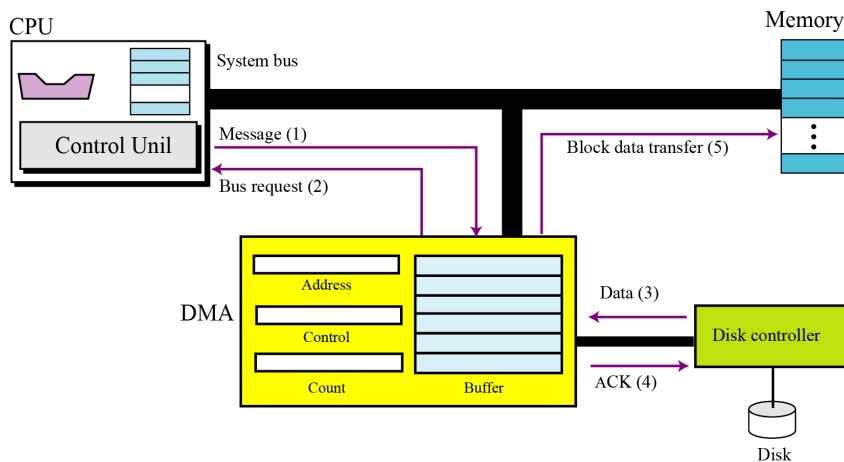 CPU
Memory
System bus
Control Unil
Message (1)
Bus request (2)
Block data transfer (5)
DMA
Address
Control
Count
Buffer
Data (3)
Disk controller
ACK (4)
Disk